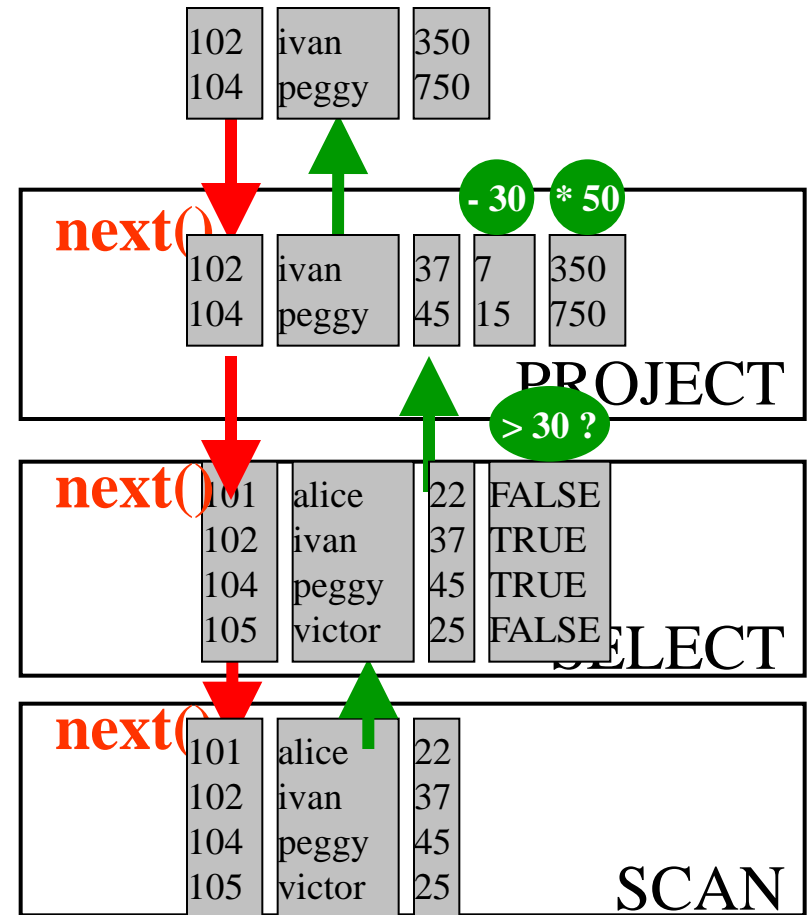 102 ivan 350
104 peggy 750
- 30 * 50
next()
102 ivan 37 7 350
104 peggy 45 15 750
PROJECT
> 30 ?
next()
101 alice 22 FALSE
102 ivan 37 TRUE
104 peggy 45 TRUE
105 victor 25 FALSE
SELECT
next()
101 alice 22
102 ivan 37
104 peggy 45
105 victor 25
SCAN